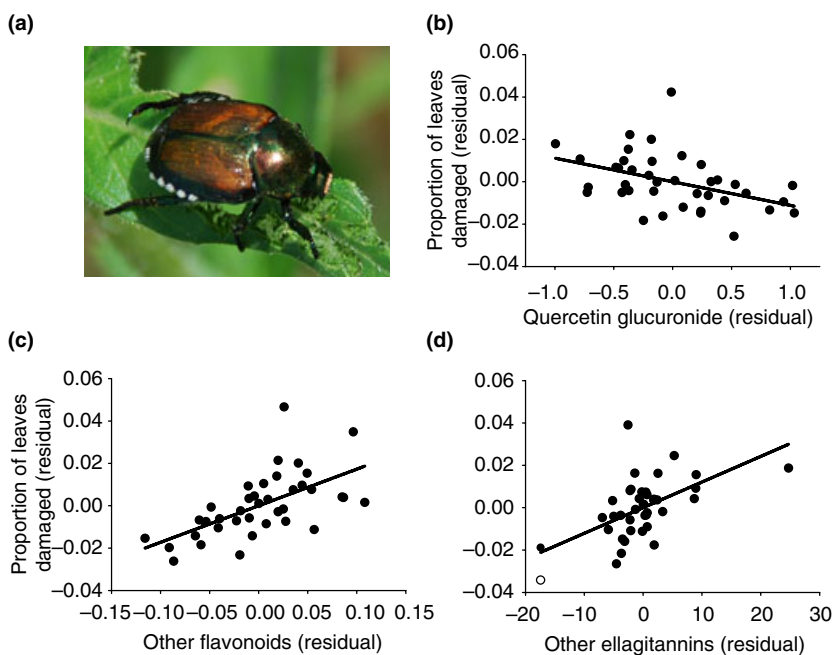 (a)
(b)
0.06
0.04
0.02
0.00
–0.02
–0.04
Proportion of leaves
damaged (residual)
–1.0 –0.5 0.0 0.5 1.0
Quercetin glucuronide (residual)
(c)
0.06
0.04
0.02
0.00
–0.02
–0.04
Proportion of leaves
damaged (residual)
–0.15 –0.10 –0.05 0.00 0.05 0.10 0.15
Other flavonoids (residual)
(d)
0.06
0.04
0.02
0.00
–0.02
–0.04
–20 –10 0 10 20 30
Other ellagitannins (residual)